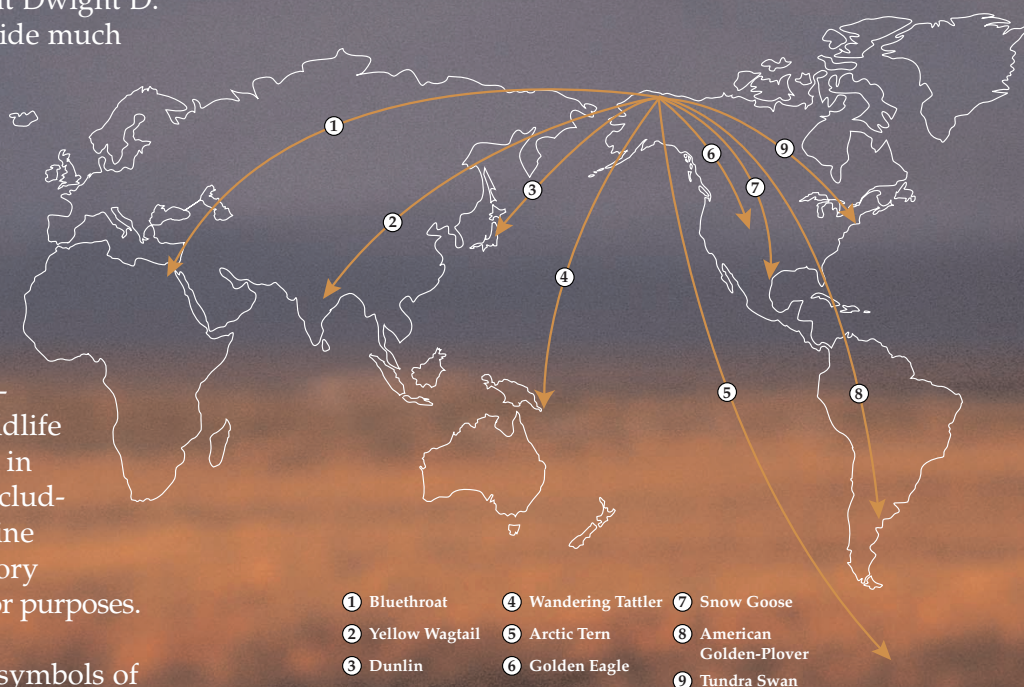 t Dwight D.
ide much
-
dlife
in
clud-
ine
ory
or purposes.
symbols of
1
2
3
4
5
6
7
8
9
1 Bluethroat
2 Yellow Wagtail
3 Dunlin
4 Wandering Tattler
5 Arctic Tern
6 Golden Eagle
7 Snow Goose
8 American
Golden-Plover
9 Tundra Swan